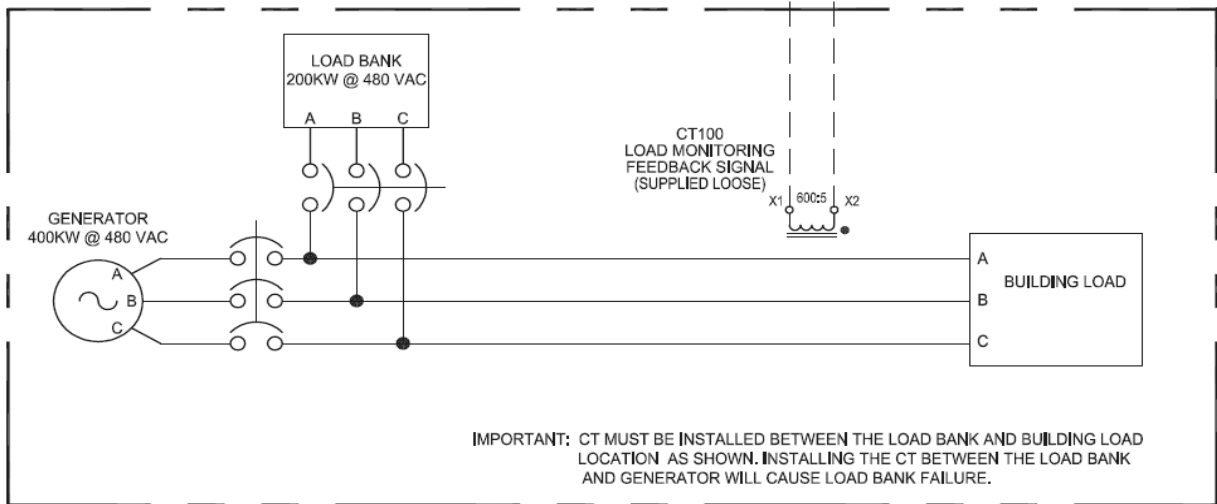 LOAD BANK
200KW @ 480 VAC
A B C
CT100
LOAD MONITORING
FEEDBACK SIGNAL
(SUPPLIED LOOSE)
X1 600:5 X2
GENERATOR
400KW @ 480 VAC
A
B
C
A
B
C
BUILDING LOAD
IMPORTANT: CT MUST BE INSTALLED BETWEEN THE LOAD BANK AND BUILDING LOAD
LOCATION AS SHOWN. INSTALLING THE CT BETWEEN THE LOAD BANK
AND GENERATOR WILL CAUSE LOAD BANK FAILURE.